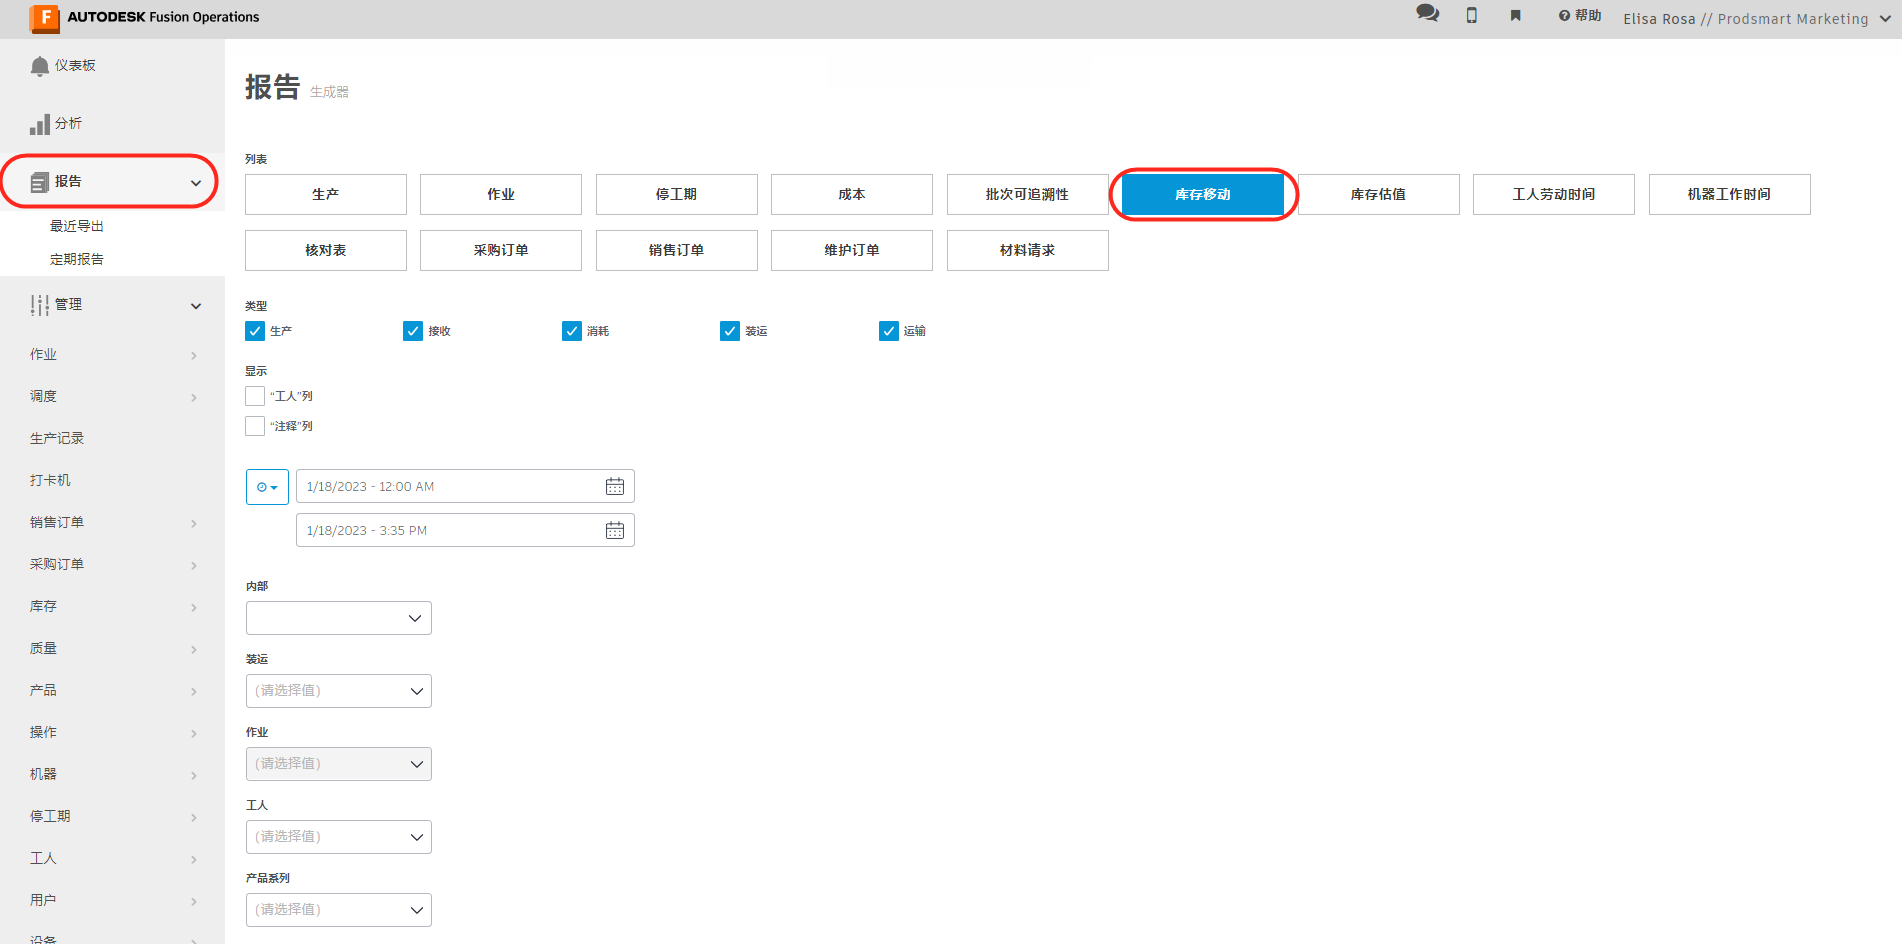 AUTODESK Fusion Operations
帮助
Elisa Rosa // Prodsmart Marketing
仪表板
分析
报告
最近导出
定期报告
管理
作业
调度
生产记录
打卡机
销售订单
采购订单
库存
质量
产品
操作
机器
停工期
工人
用户
设备
报告 生成器
列表
生产 作业 停工期 成本 批次可追溯性 库存移动 库存估值 工人劳动时间 机器工作时间
核对表 采购订单 销售订单 维护订单 材料请求
类型
生产 接收 消耗 装运 运输
显示
“工人”列
“注释”列
1/18/2023 - 12:00 AM
1/18/2023 - 3:35 PM
内部
装运
(请选择值)
作业
(请选择值)
工人
(请选择值)
产品系列
(请选择值)